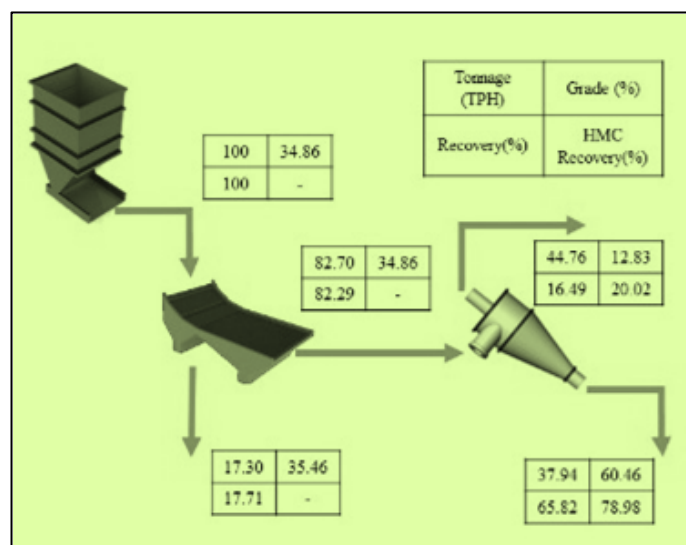 Tonnage Grade (%)
(TPH)
Recovery(%) HMC
Recovery(%)
100 34.86
100 -
82.70 34.86
82.29 -
44.76 12.83
16.49 20.02
17.30 35.46
17.71 -
37.94 60.46
65.82 78.98